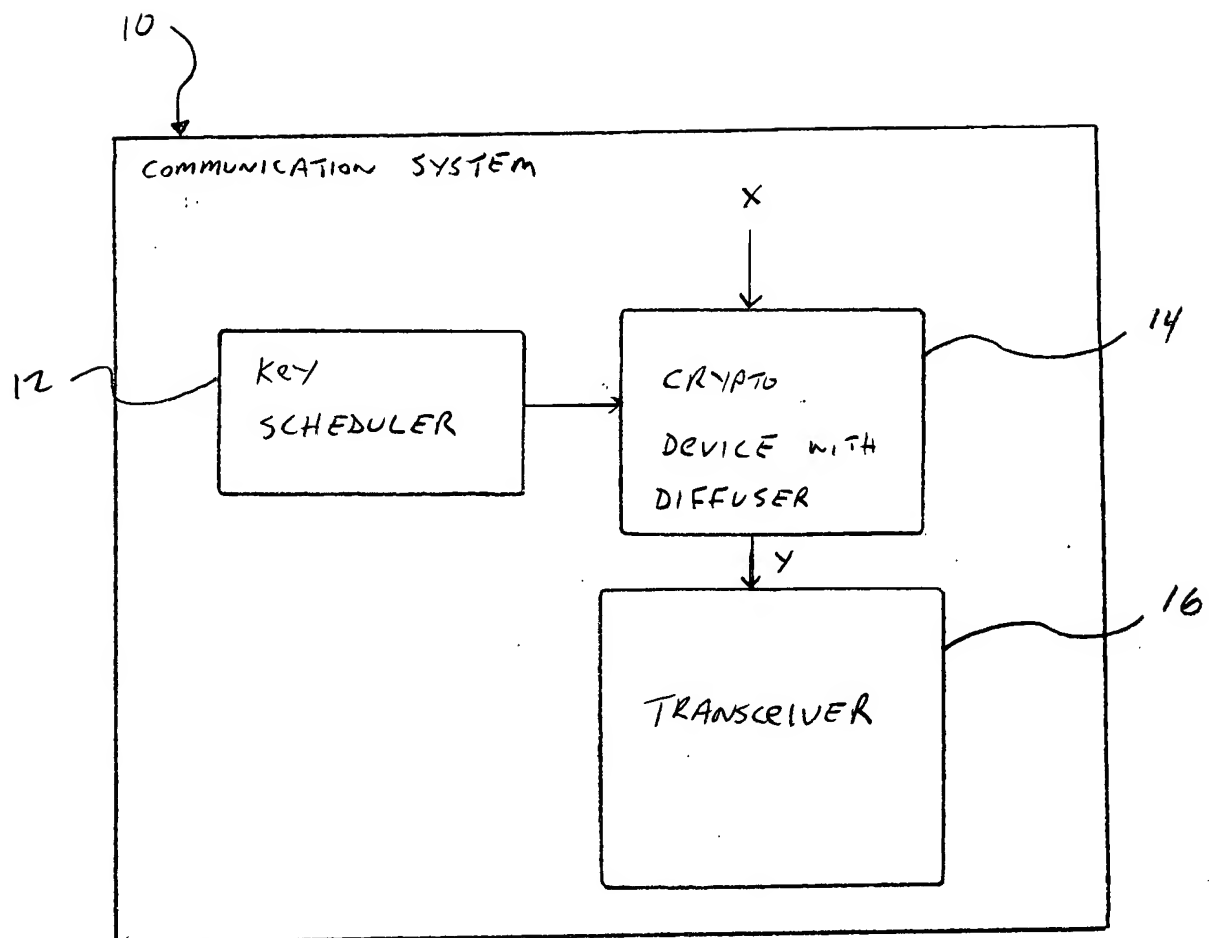 10
COMMUNICATION SYSTEM
X
12
KEY
SCHEDULER
CRYPTO
DEVICE WITH
DIFFUSER
14
Y
16
TRANSCEIVER